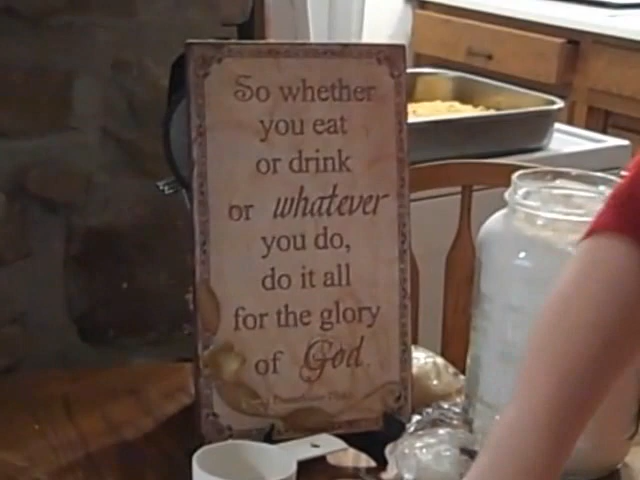 So whether
you eat
or drink
or whatever
you do,
do it all
for the glory
of God.